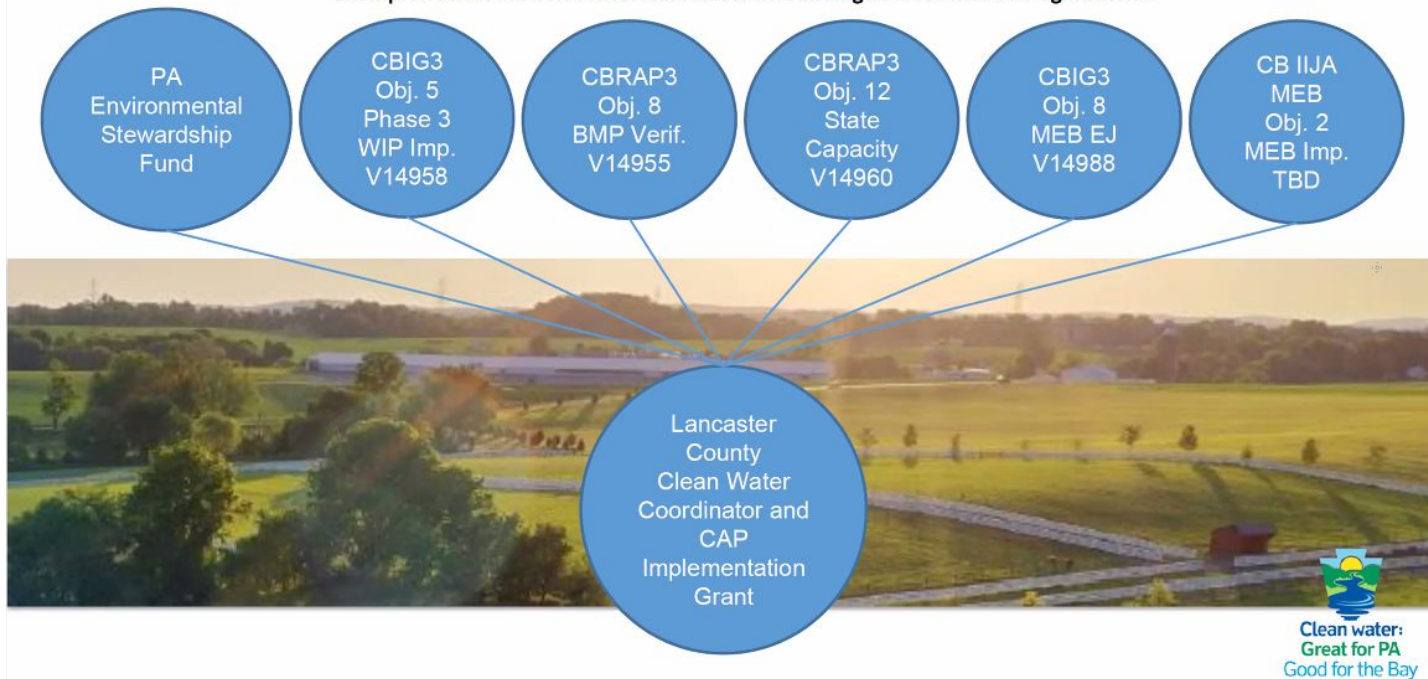 PA
Environmental
Stewardship
Fund
CBIG3
Obj. 5
Phase 3
WIP Imp.
V14958
CBRAP3
Obj. 8
BMP Verif.
V14955
CBRAP3
Obj. 12
State
Capacity
V14960
CBIG3
Obj. 8
MEB EJ
V14988
CB IIJA
MEB
Obj. 2
MEB Imp.
TBD
Lancaster
County
Clean Water
Coordinator and
CAP
Implementation
Grant
Clean water:
Great for PA
Good for the Bay